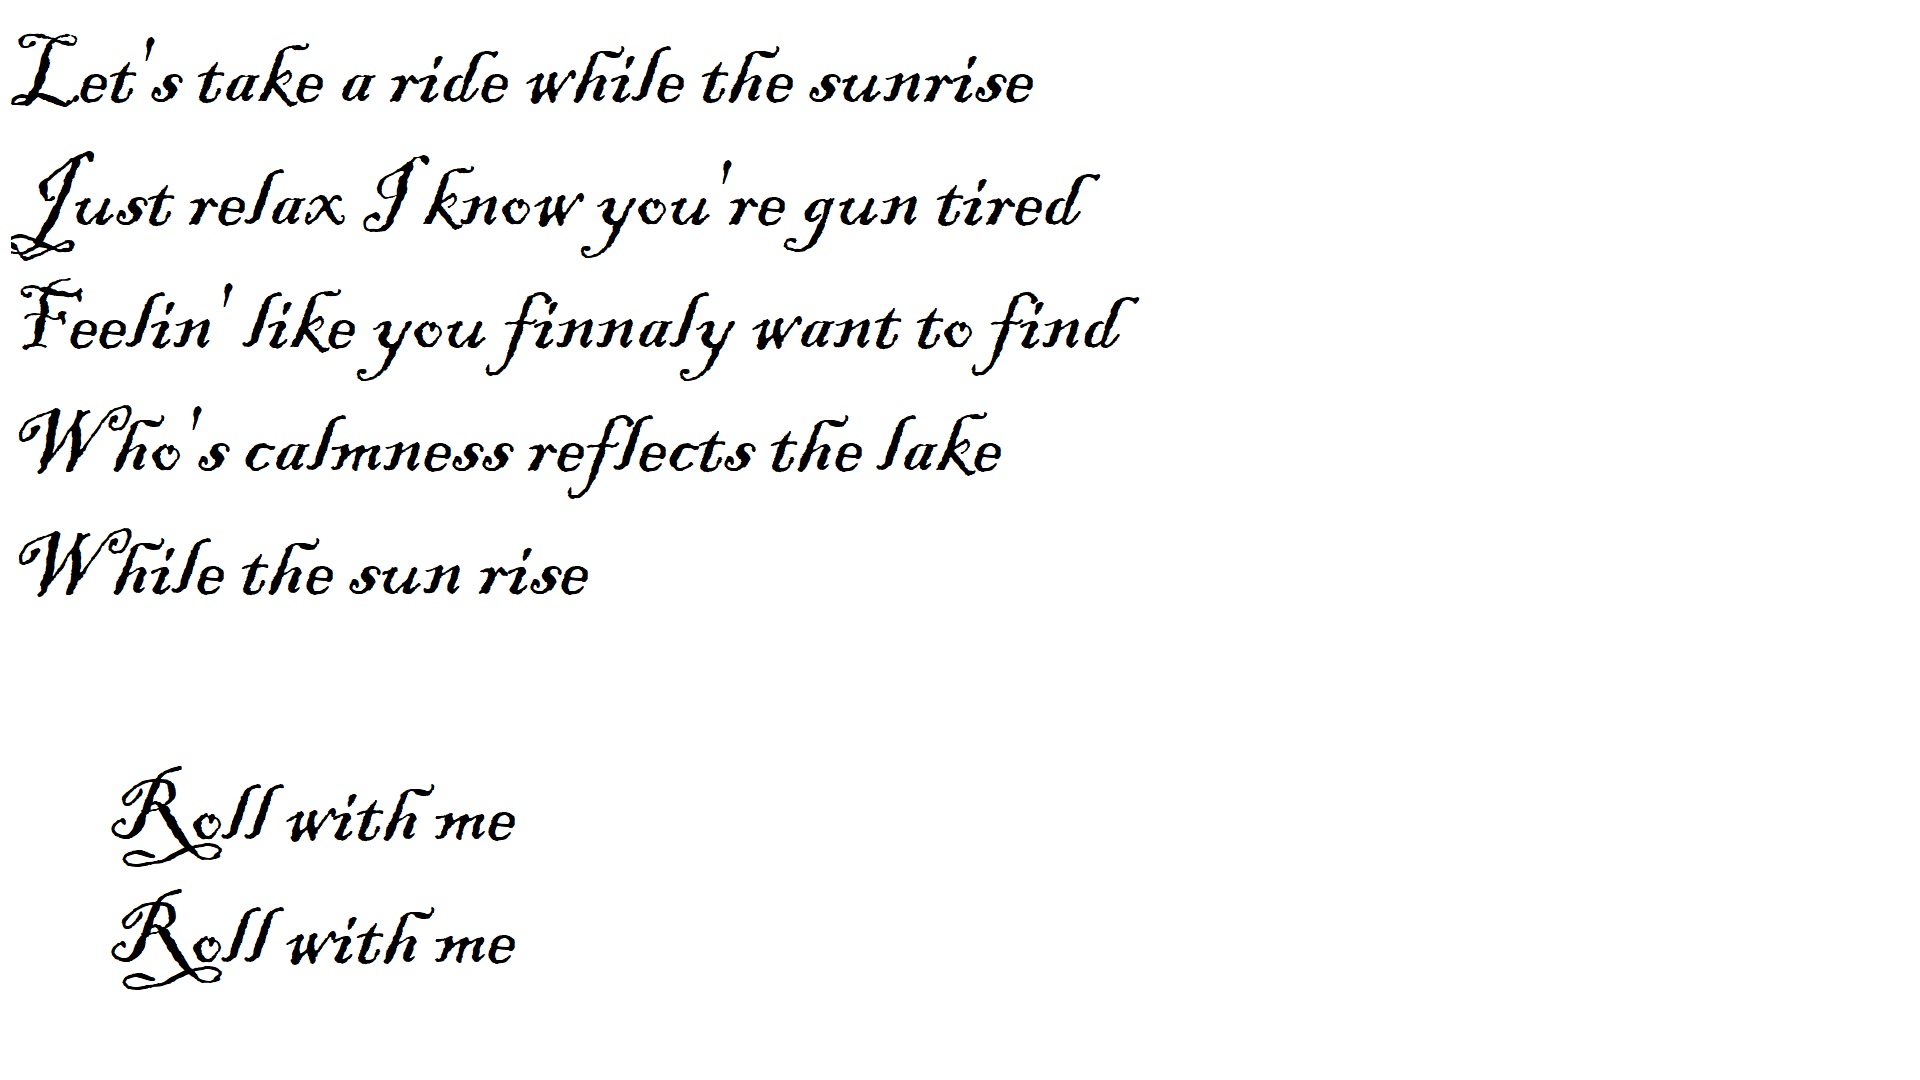 Let's take a ride while the sunrise
Just relax I know you're gun tired
Feelin' like you finnaly want to find
Who's calmness reflects the lake
While the sun rise
Roll with me
Roll with me